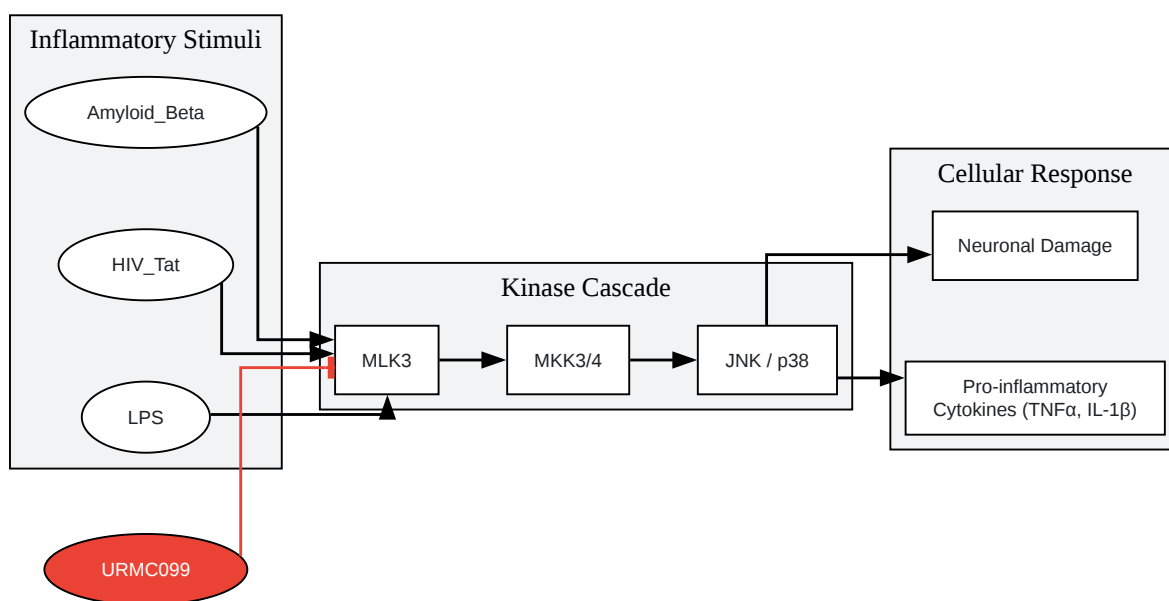 Inflammatory Stimuli
Amyloid_Beta
HIV_Tat
LPS
URMC099
Kinase Cascade
MLK3
MKK3/4
JNK / p38
Cellular Response
Neuronal Damage
Pro-inflammatory
Cytokines (TNFα, IL-1β)